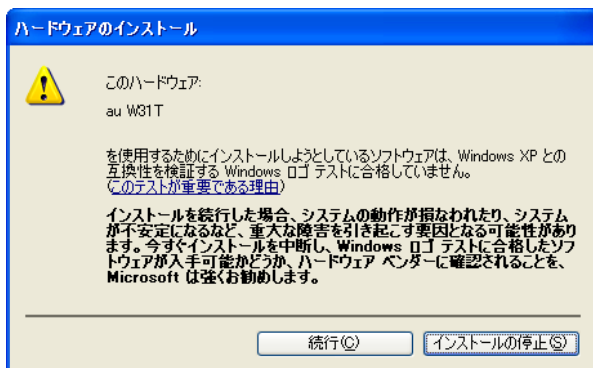 ハードウェアのインストール
このハードウェア:
au W31T
を使用するためにインストールしようとしているソフトウェアは、Windows XP との
互換性を検証する Windows ロゴ テストに合格していません。
(このテストが重要である理由)
インストールを続行した場合、システムの動作が損なわれたり、システム
が不安定になるなど、重大な障害を引き起こす要因となる可能性があり
ます。今すぐインストールを中断し、Windows ロゴ テストに合格したソフ
トウェアが入手可能かどうか、ハードウェア ベンダーに確認されることを、
Microsoft は強くお勧めします。
続行(C) インストールの停止(S)